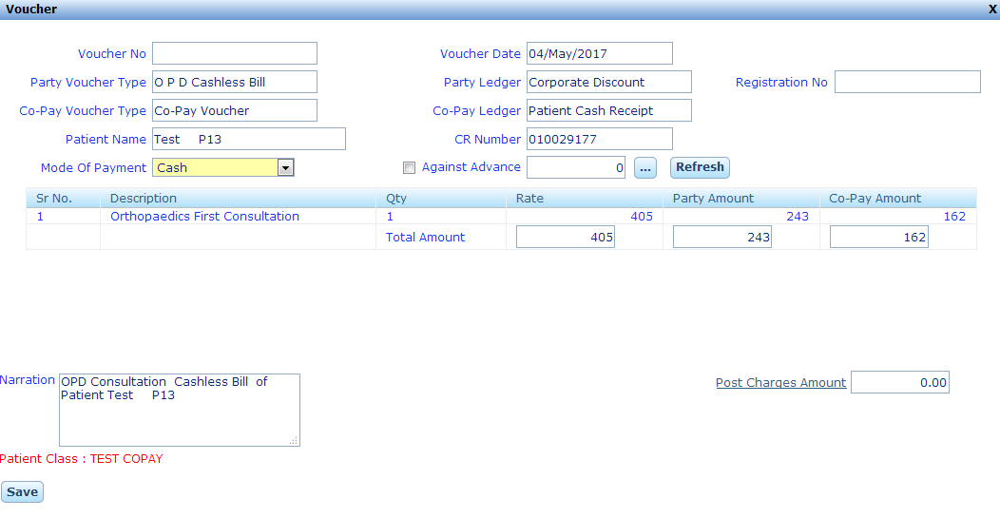 Voucher X
Voucher No Voucher Date 04/May/2017
Party Voucher Type O P D Cashless Bill Party Ledger Corporate Discount Registration No
Co-Pay Voucher Type Co-Pay Voucher Co-Pay Ledger Patient Cash Receipt
Patient Name Test P13 CR Number 010029177
Mode Of Payment Cash Against Advance 0 ... Refresh
Sr No. Description Qty Rate Party Amount Co-Pay Amount
1 Orthopaedics First Consultation 1 405 243 162
Total Amount 405 243 162
Narration OPD Consultation Cashless Bill of Post Charges Amount 0.00
Patient Test P13
Patient Class : TEST COPAY
Save